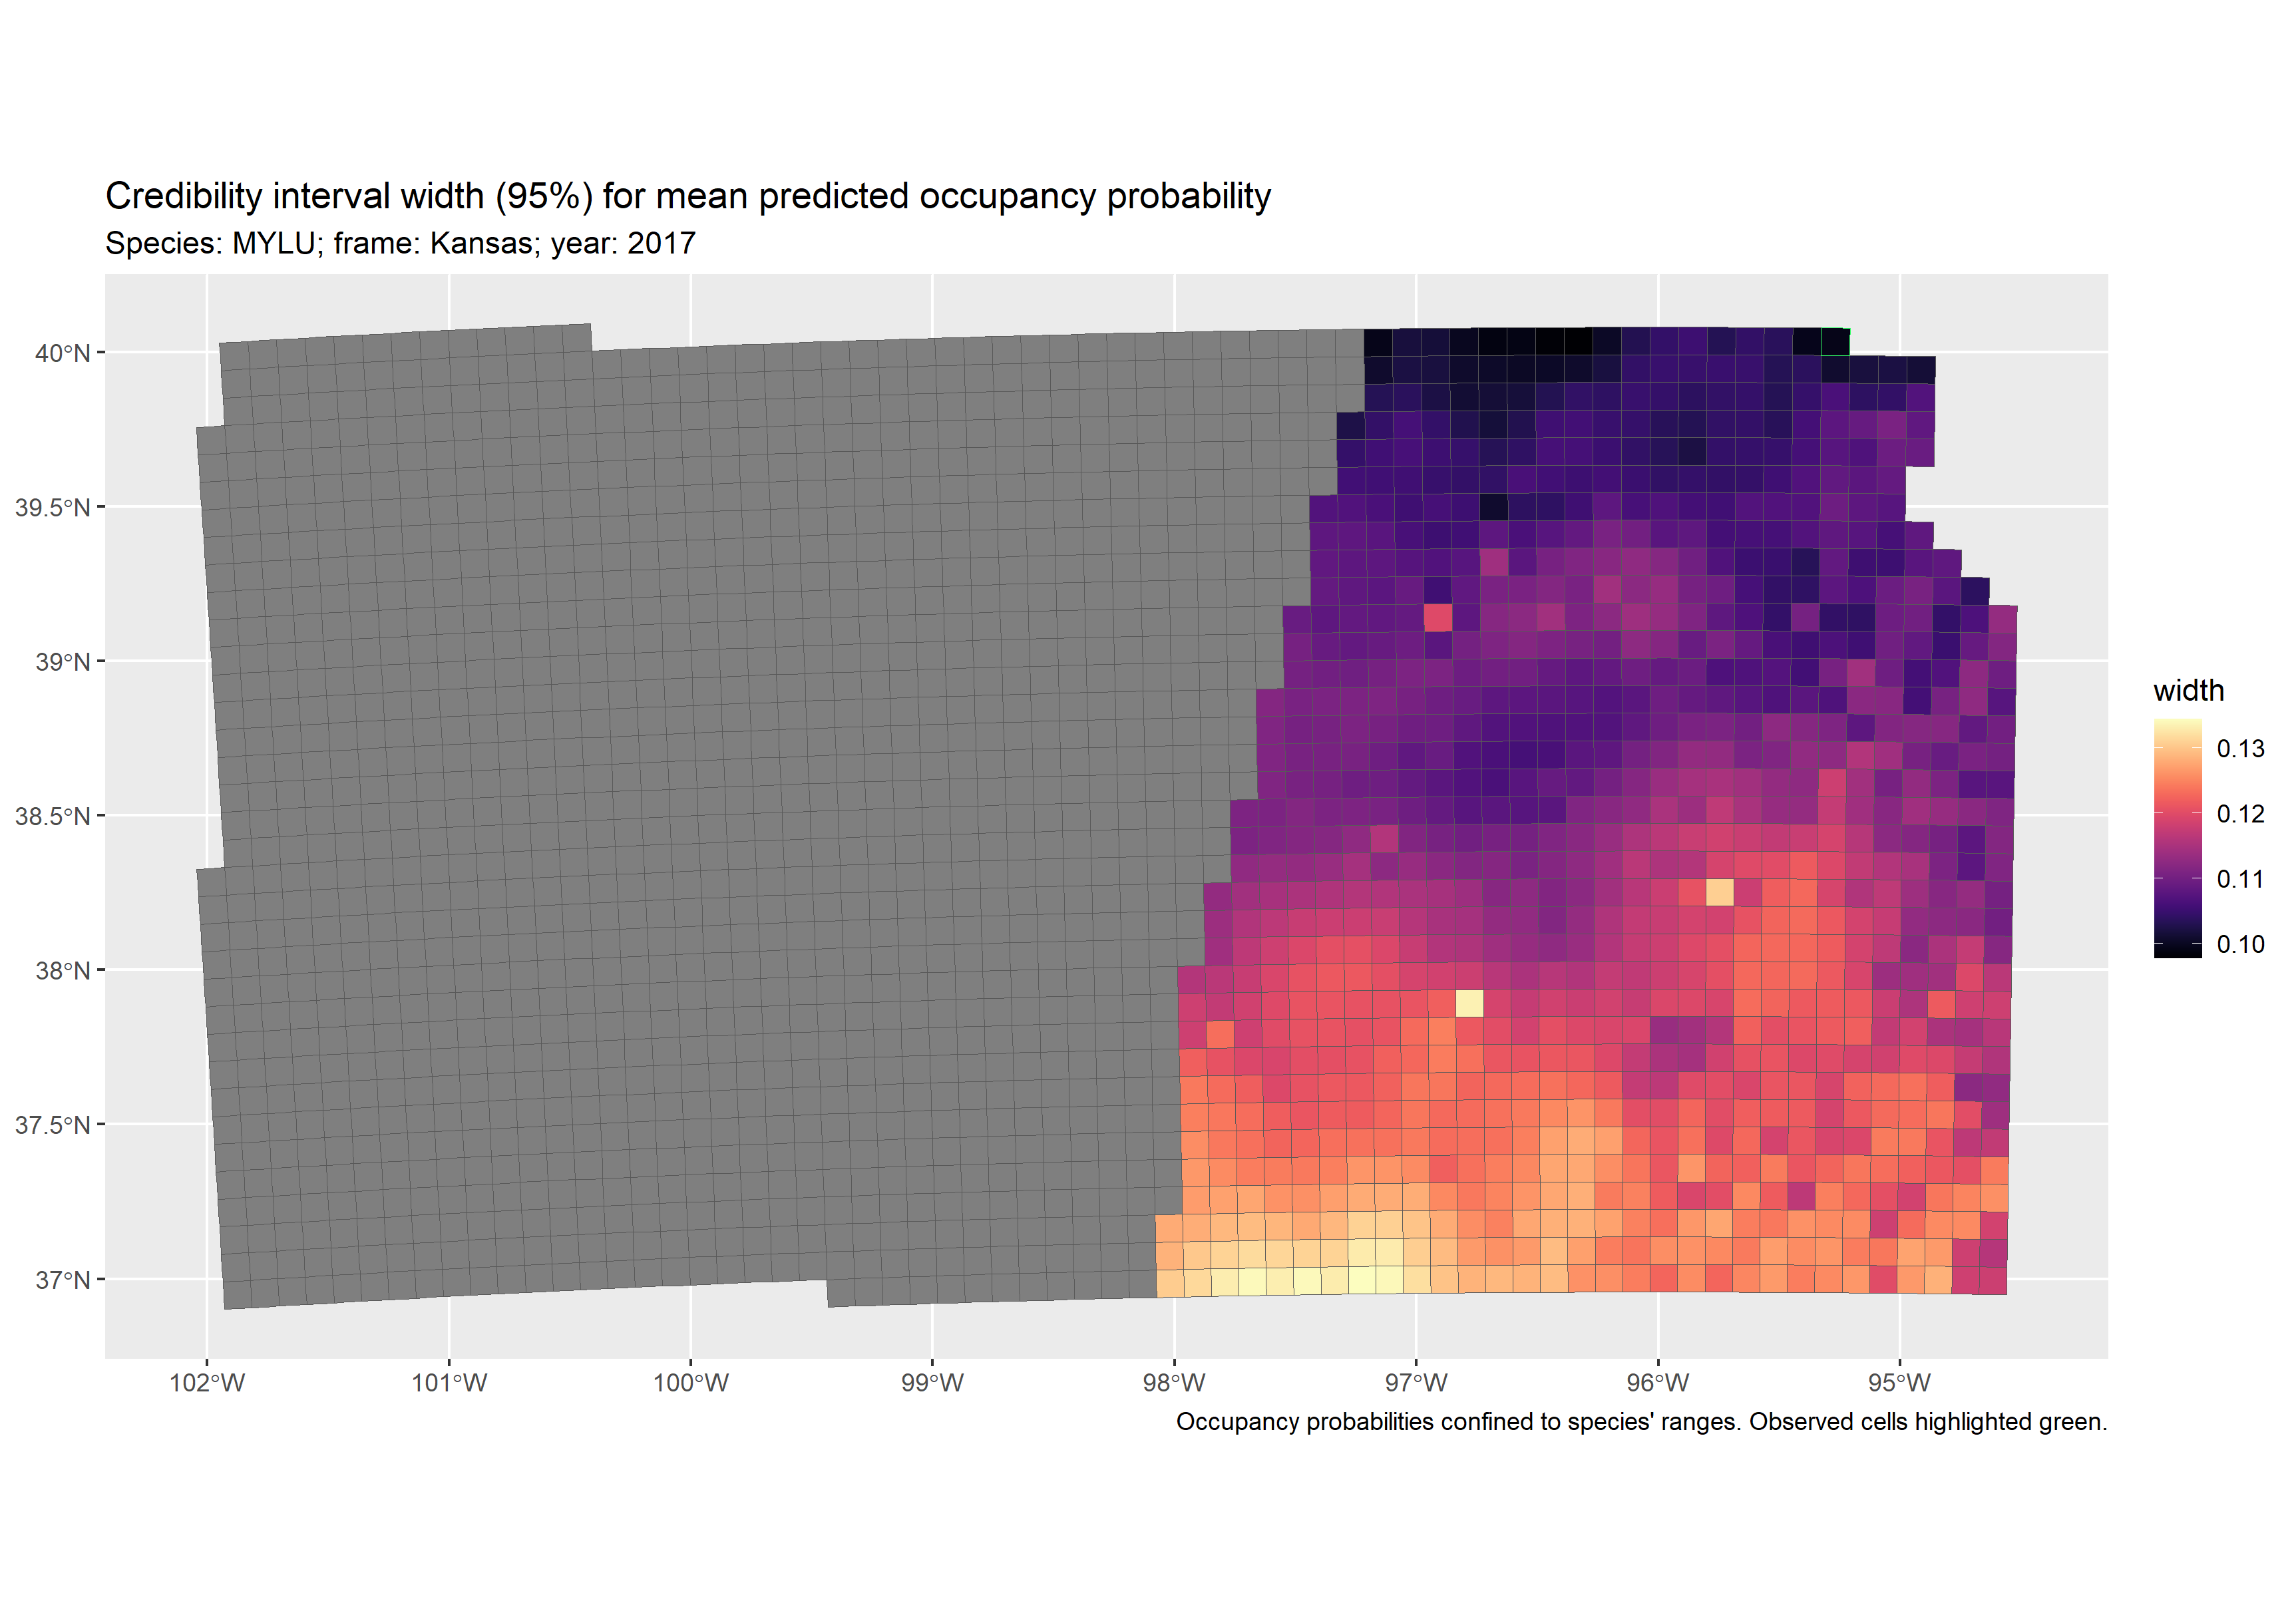 Credibility interval width (95%) for mean predicted occupancy probability
Species: MYLU; frame: Kansas; year: 2017
40°N
39.5°N
39°N
38.5°N
38°N
37.5°N
37°N
102°W
101°W
100°W
99°W
98°W
97°W
96°W
95°W
width
0.13
0.12
0.11
0.10
Occupancy probabilities confined to species' ranges. Observed cells highlighted green.